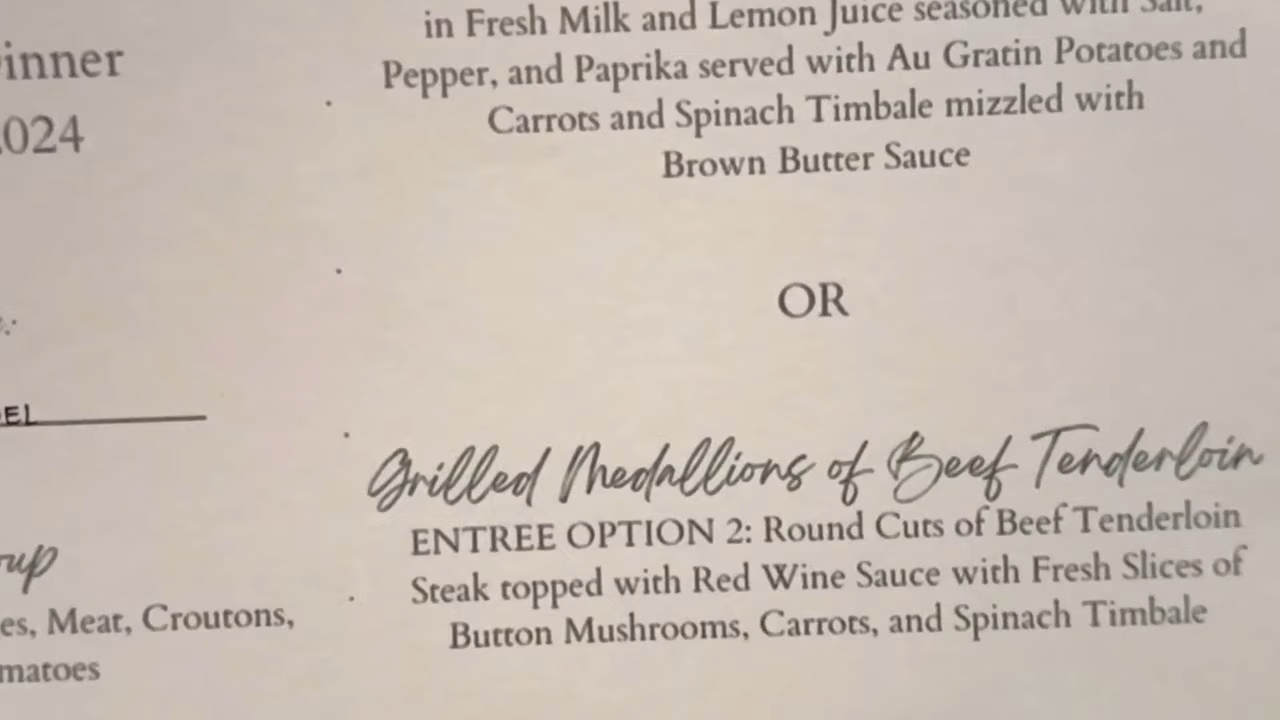 inner
2024
EL
up
es, Meat, Croutons,
matoes
in Fresh Milk and Lemon Juice seasoned with Salt,
Pepper, and Paprika served with Au Gratin Potatoes and
Carrots and Spinach Timbale mizzled with
Brown Butter Sauce
OR
Grilled Medallions of Beef Tenderloin
ENTREE OPTION 2: Round Cuts of Beef Tenderloin
Steak topped with Red Wine Sauce with Fresh Slices of
Button Mushrooms, Carrots, and Spinach Timbale